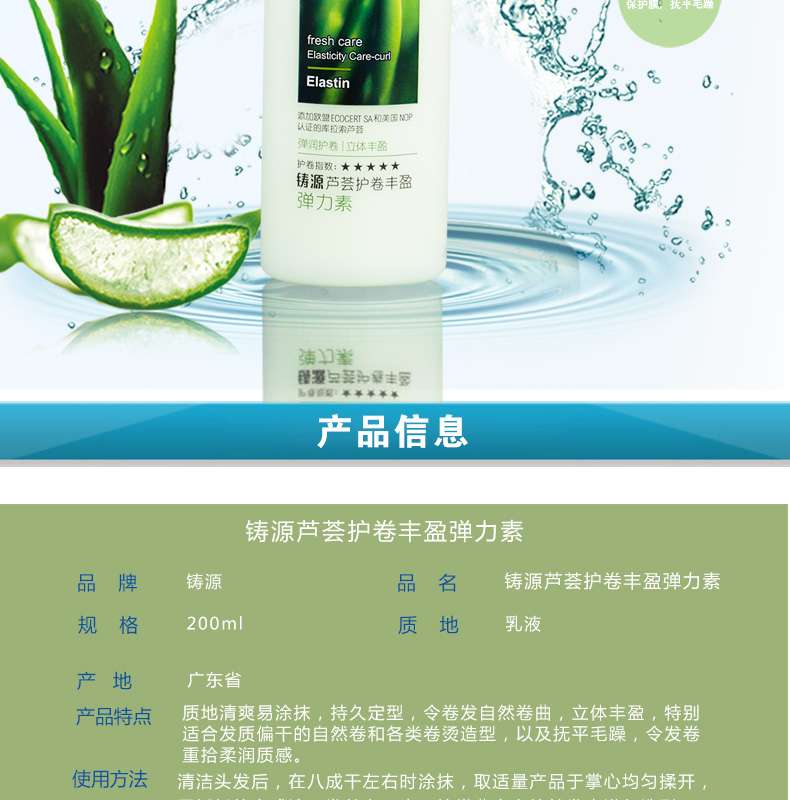 保护膜，抚平毛躁
fresh care
Elasticity Care-curl
Elastin
添加欧盟ECOCERT SA和美国NOP
认证的库拉索芦荟
弹润护卷|立体丰盈
护卷指数：★★★★★
铸源芦荟护卷丰盈
弹力素
产品信息
铸源芦荟护卷丰盈弹力素
品 牌 铸源 品 名 铸源芦荟护卷丰盈弹力素
规 格 200ml 质 地 乳液
产 地 广东省
产品特点 质地清爽易涂抹，持久定型，令卷发自然卷曲，立体丰盈，特别
适合发质偏干的自然卷和各类卷烫造型，以及抚平毛躁，令发卷
重拾柔润质感。
使用方法 清洁头发后，在八成干左右时涂抹，取适量产品于掌心均匀揉开，